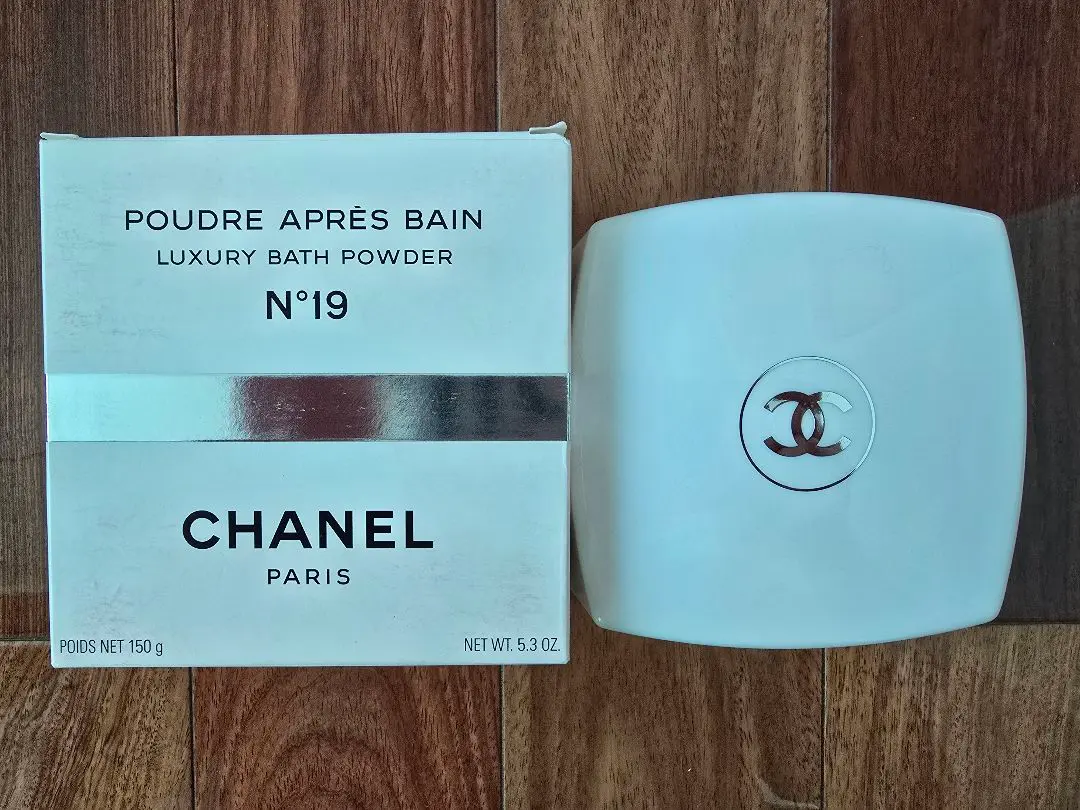 POUDRE APRÈS BAIN
LUXURY BATH POWDER
N°19
CHANEL
PARIS
POIDS NET 150 g
NET WT. 5.3 OZ.